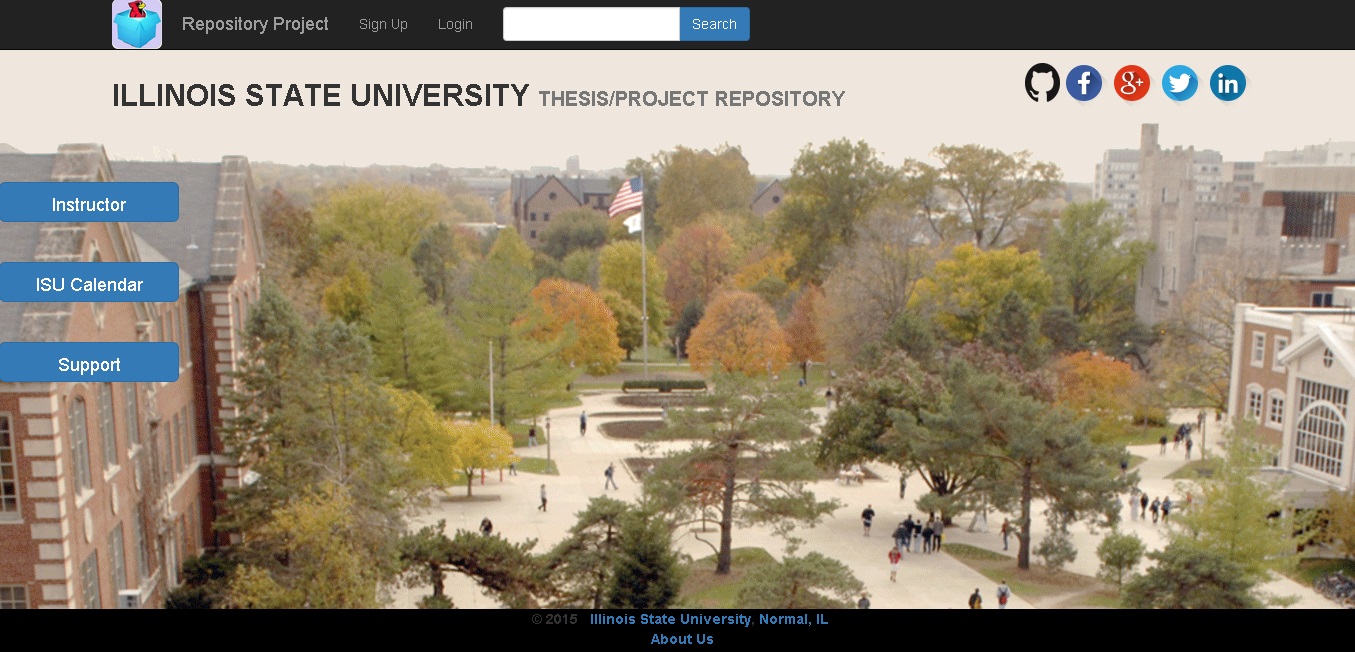 Repository Project Sign Up Login Search
ILLINOIS STATE UNIVERSITY THESIS/PROJECT REPOSITORY
Instructor
ISU Calendar
Support
© 2015 Illinois State University, Normal, IL
About Us